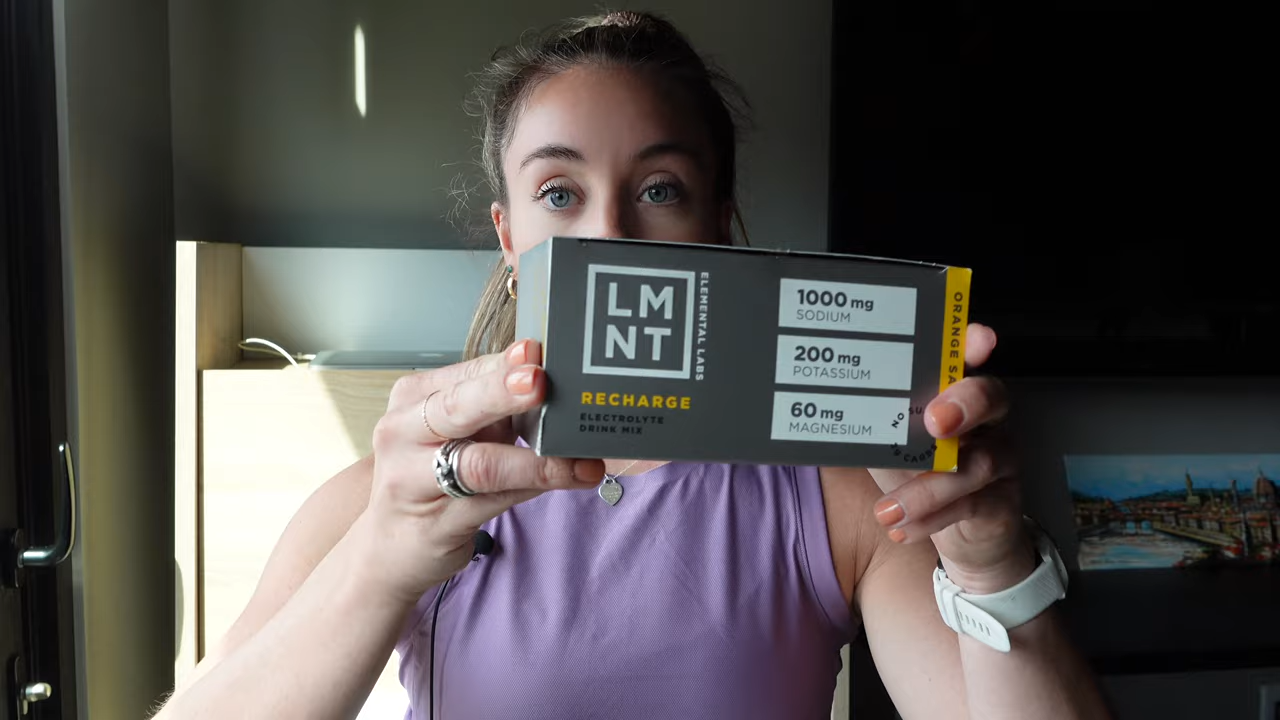 LM
NT
ELEMENTAL LABS
RECHARGE
ELECTROLYTE
DRINK MIX
1000 mg
SODIUM
200 mg
POTASSIUM
60 mg
MAGNESIUM
NO
CARBS
ORANGE